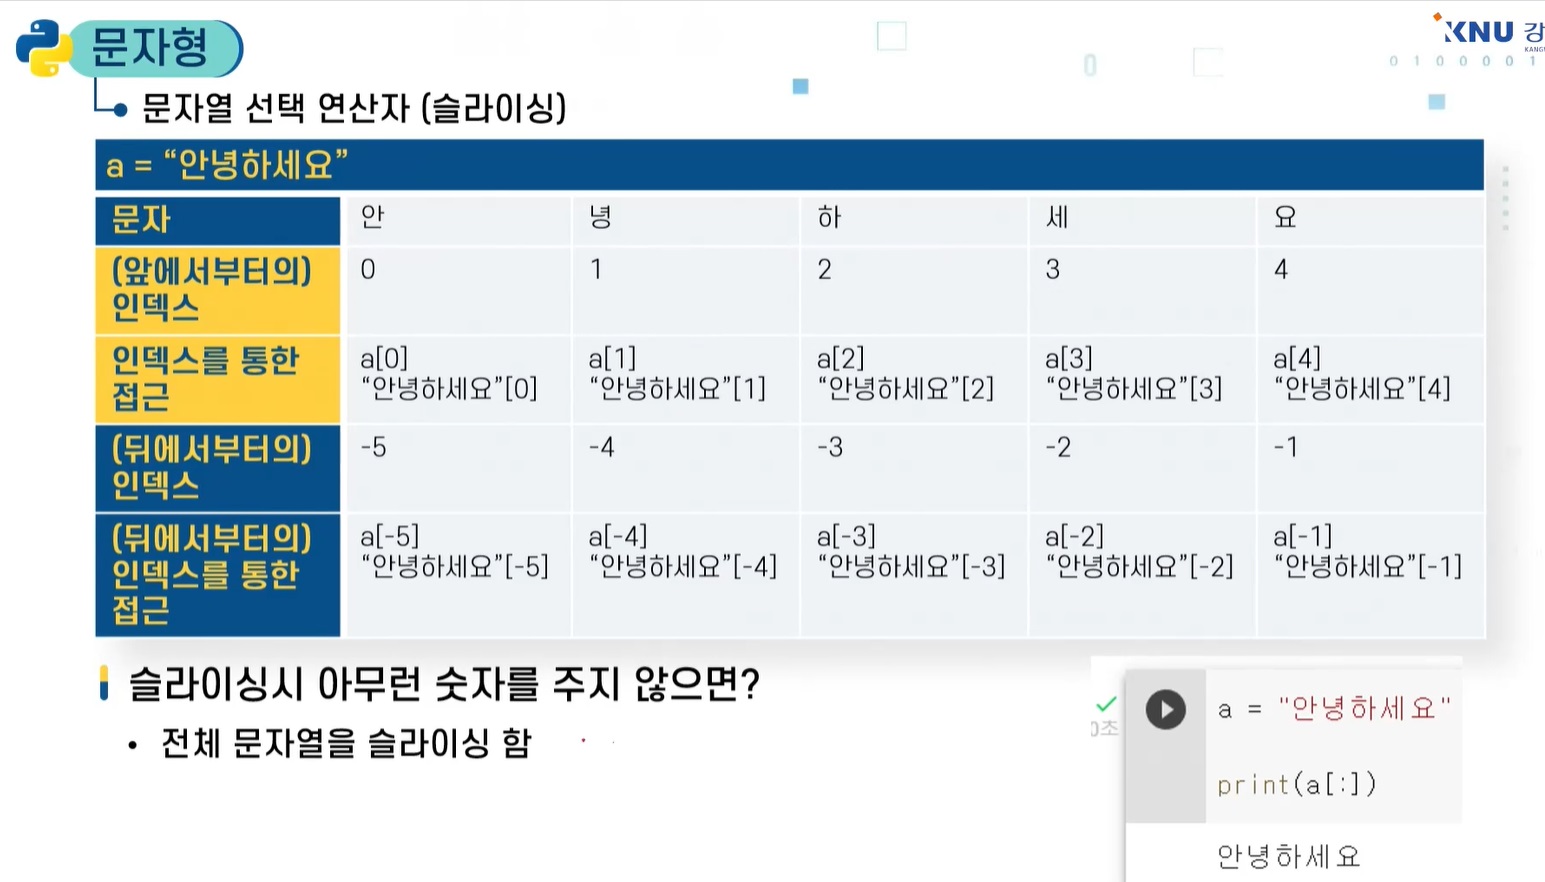 문자형
KNU 강
KANG
0 1 0 0 0 0 1
0
문자열 선택 연산자 (슬라이싱)
a = “안녕하세요”
문자 안 녕 하 세 요
(앞에서부터의) 0 1 2 3 4
인덱스
인덱스를 통한 a[0] a[1] a[2] a[3] a[4]
접근 “안녕하세요”[0] “안녕하세요”[1] “안녕하세요”[2] “안녕하세요”[3] “안녕하세요”[4]
(뒤에서부터의) -5 -4 -3 -2 -1
인덱스
(뒤에서부터의) a[-5] a[-4] a[-3] a[-2] a[-1]
인덱스를 통한 “안녕하세요”[-5] “안녕하세요”[-4] “안녕하세요”[-3] “안녕하세요”[-2] “안녕하세요”[-1]
접근
슬라이싱시 아무런 숫자를 주지 않으면?
• 전체 문자열을 슬라이싱 함
0초
a = "안녕하세요"
print(a[:])
안녕하세요